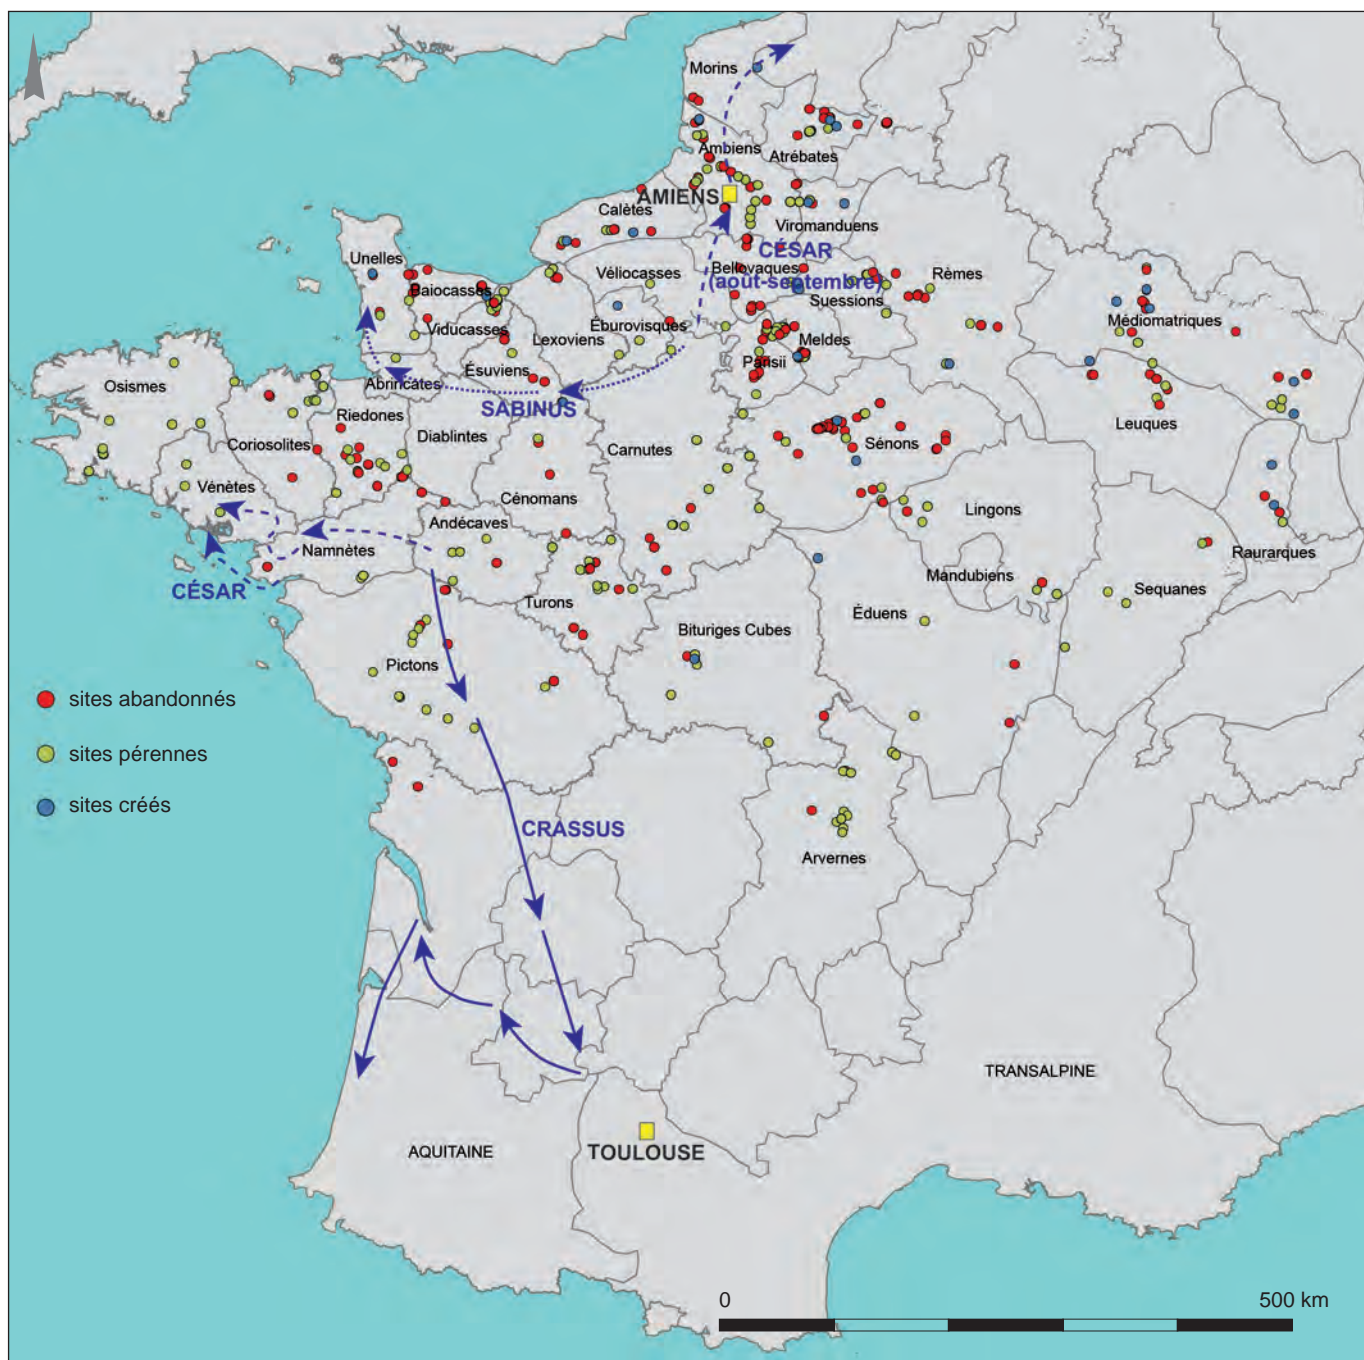 Morins
Ambiens
Atrébates
AMIENS
Calètes
Viromanduens
Unelles
Bellovaques
CÉSAR
(août-septembre)
Véliocasses
Rèmes
Baiocasses
Suessions
Médiomatriques
Viducasses
Lexoviens
Éburovisques
Meldes
Parisii
Ésuviens
Osismes
Abrincates
SABINUS
Riedones
Diablintes
Leuques
Coriosolites
Carnutes
Sénons
Vénètes
Cénomans
Lingons
Andécaves
Namnètes
Raurarques
CÉSAR
Mandubiens
Sequanes
Turons
Éduens
Bituriges Cubes
Pictons
sites abandonnés
sites pérennes
sites créés
CRASSUS
Arvernes
TRANSALPINE
AQUITAINE
TOULOUSE
0
500 km